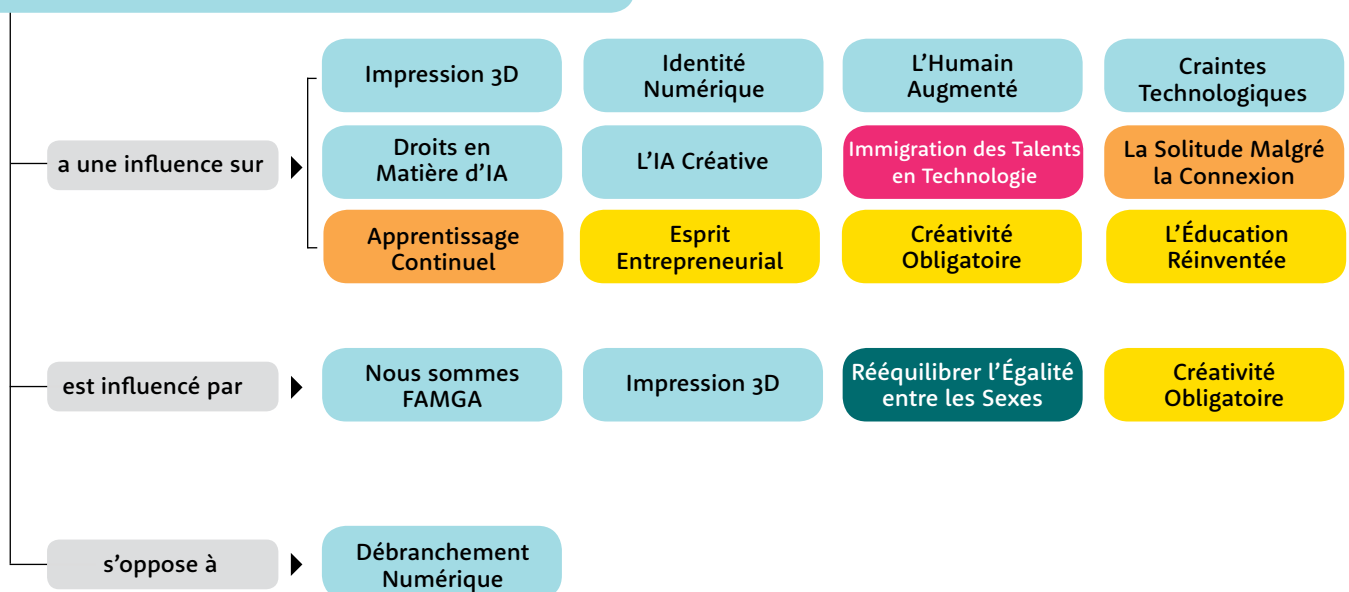 Impression 3D
Identité
Numérique
L’Humain
Augmenté
Craintes
Technologiques
a une influence sur
Droits en
Matière d’IA
L’IA Créative
Immigration des Talents
en Technologie
La Solitude Malgré
la Connexion
Apprentissage
Continuel
Esprit
Entrepreneurial
Créativité
Obligatoire
L’Éducation
Réinventée
est influencé par
Nous sommes
FAMGA
Impression 3D
Rééquilibrer l’Égalité
entre les Sexes
Créativité
Obligatoire
s’oppose à
Débranchement
Numérique